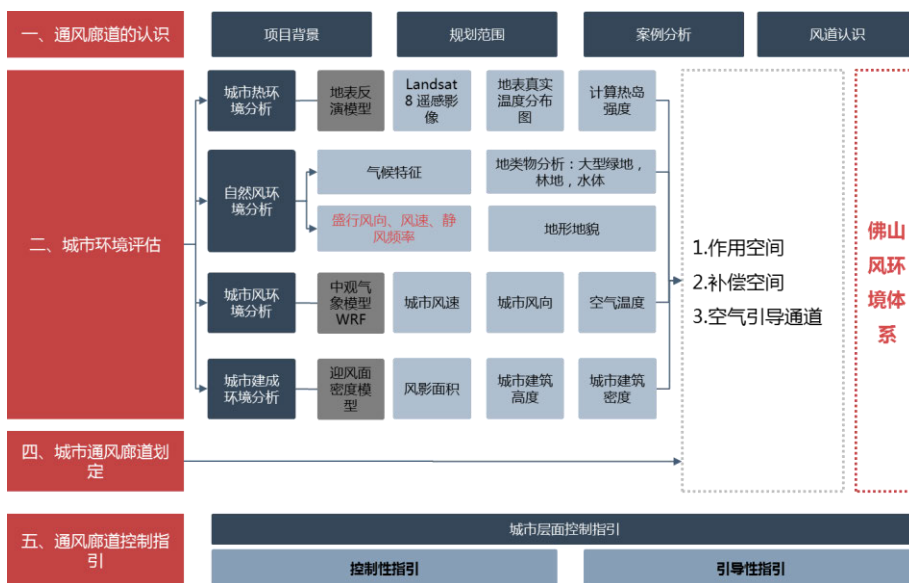 一、通风廊道的认识
项目背景
规划范围
案例分析
风道认识
二、城市环境评估
城市热环
境分析
地表反
演模型
Landsat
8 遥感影
像
地表真实
温度分布
图
计算热岛
强度
自然风环
境分析
气候特征
地类物分析：大型绿地，
林地，水体
盛行风向、风速、静
风频率
地形地貌
城市风环
境分析
中观气
象模型
WRF
城市风速
城市风向
空气温度
城市建成
环境分析
迎风面
密度模
型
风影面积
城市建筑
高度
城市建筑
密度
1.作用空间
2.补偿空间
3.空气引导通道
佛山
风环
境体
系
四、城市通风廊道划
定
五、通风廊道控制指
引
城市层面控制指引
控制性指引
引导性指引